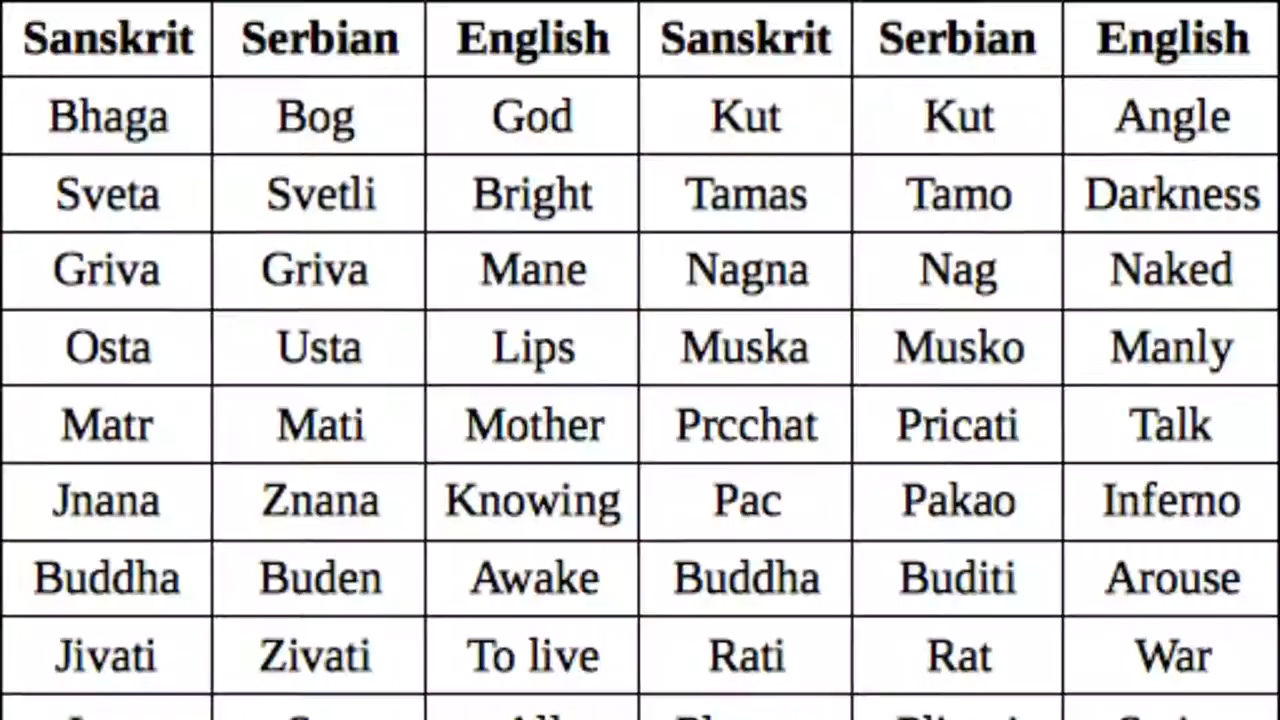 Sanskrit Serbian English Sanskrit Serbian English
Bhaga Bog God Kut Kut Angle
Sveta Svetli Bright Tamas Tamo Darkness
Griva Griva Mane Nagna Nag Naked
Osta Usta Lips Muska Musko Manly
Matr Mati Mother Prcchat Pricati Talk
Jnana Znana Knowing Pac Pakao Inferno
Buddha Buden Awake Buddha Buditi Arouse
Jivati Zivati To live Rati Rat War